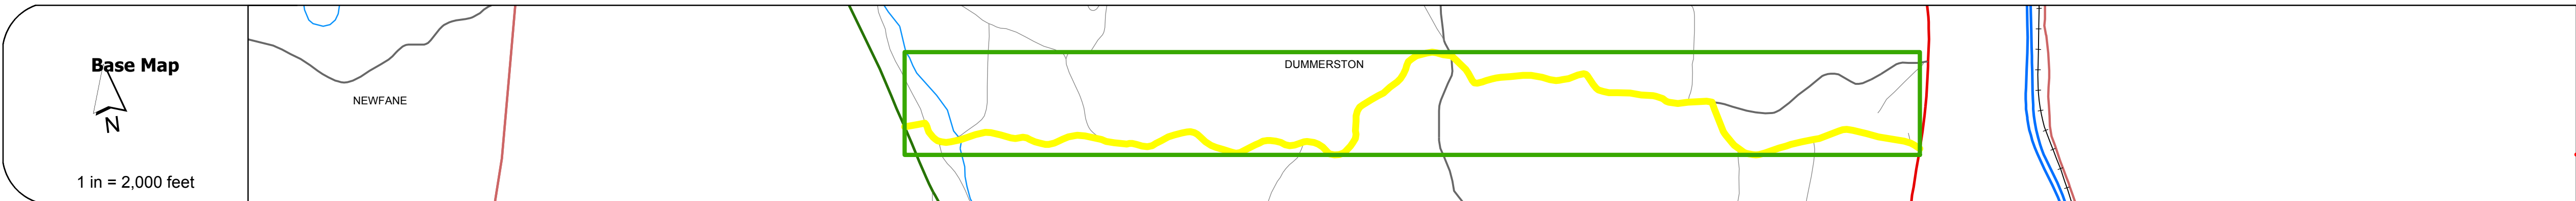 Base Map
N
1 in = 2,000 feet
NEWFANE
DUMMERSTON